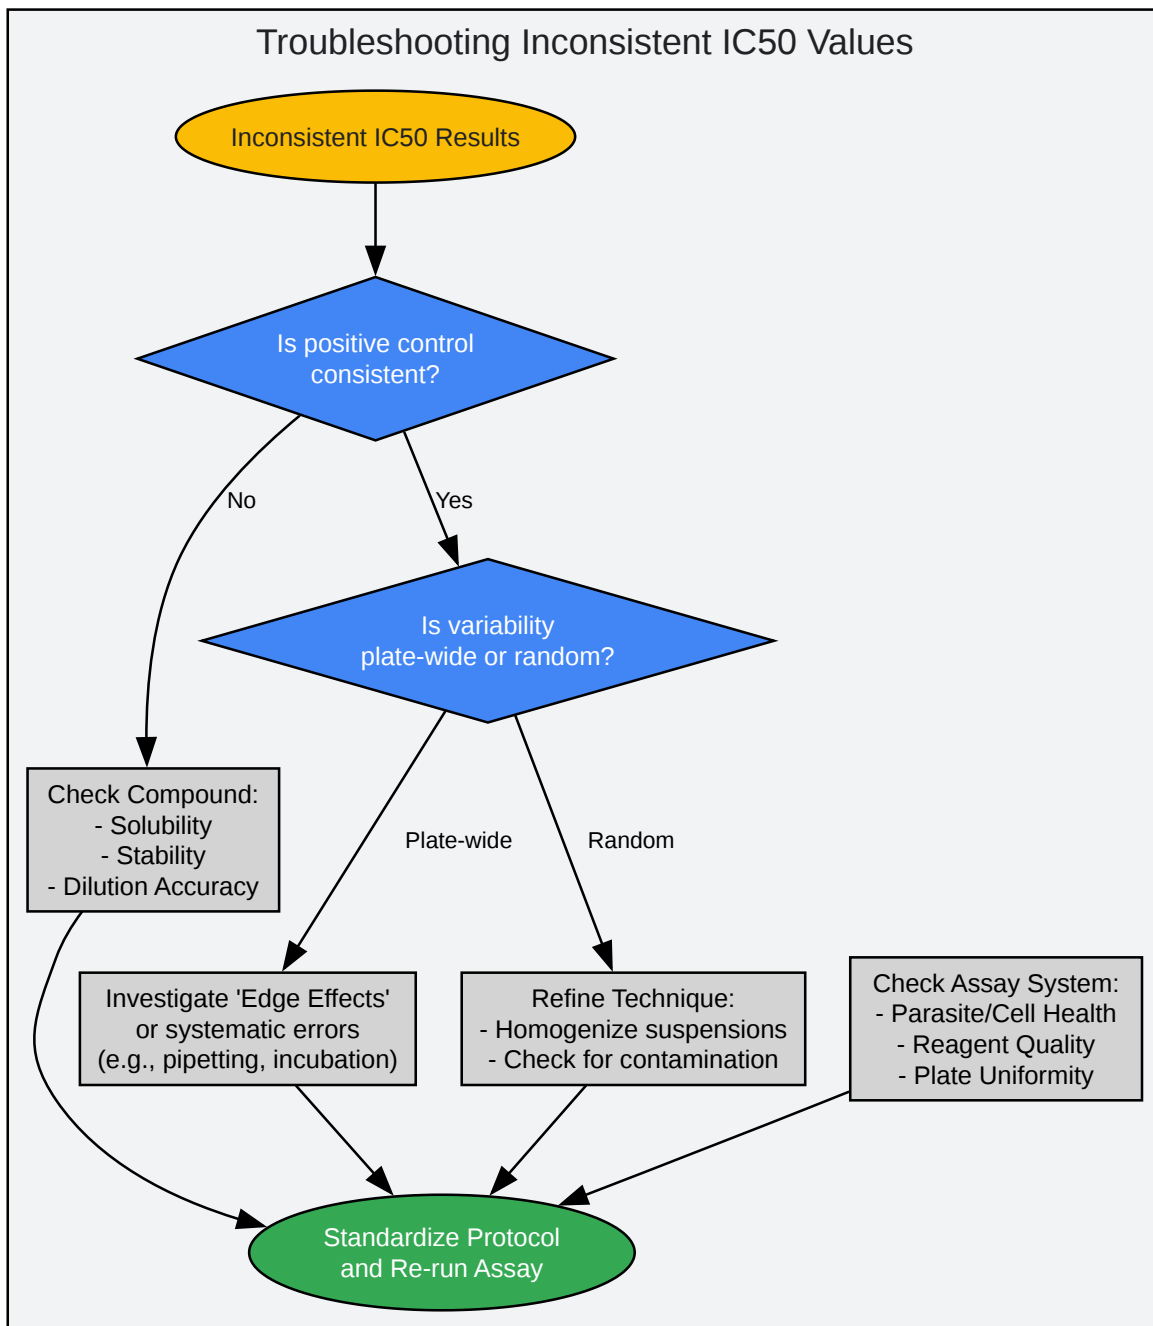 Troubleshooting Inconsistent IC50 Values
Inconsistent IC50 Results
Is positive control
consistent?
No
Yes
Is variability
plate-wide or random?
Check Compound:
- Solubility
- Stability
- Dilution Accuracy
Plate-wide
Random
Investigate 'Edge Effects'
or systematic errors
(e.g., pipetting, incubation)
Refine Technique:
- Homogenize suspensions
- Check for contamination
Check Assay System:
- Parasite/Cell Health
- Reagent Quality
- Plate Uniformity
Standardize Protocol
and Re-run Assay